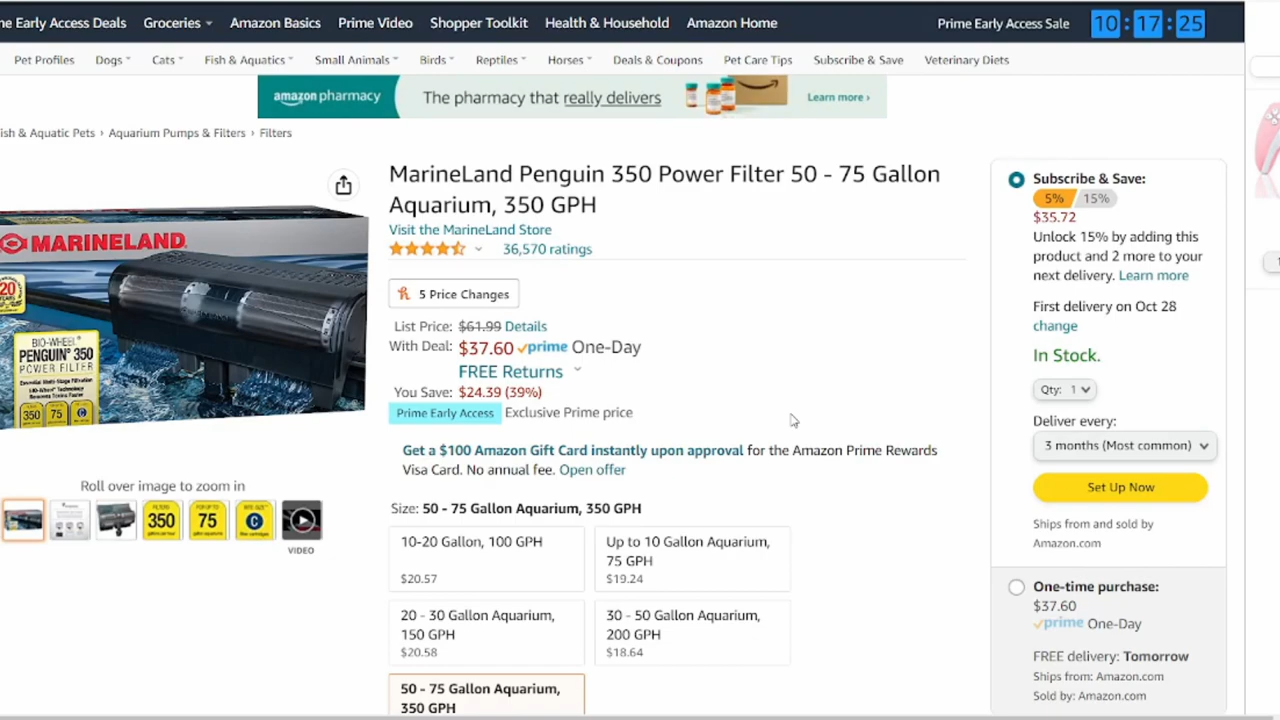 ne Early Access Deals Groceries Amazon Basics Prime Video Shopper Toolkit Health & Household Amazon Home Prime Early Access Sale 10 : 17 : 25
Pet Profiles Dogs Cats Fish & Aquatics Small Animals Birds Reptiles Horses Deals & Coupons Pet Care Tips Subscribe & Save Veterinary Diets
amazon pharmacy The pharmacy that really delivers Learn more ›
ish & Aquatic Pets › Aquarium Pumps & Filters › Filters
MARINELAND
20
BIO-WHEEL
PENGUIN® 350
POWER FILTER
350 75 C
Roll over image to zoom in
FILTERS 350
75
C
VIDEO
MarineLand Penguin 350 Power Filter 50 - 75 Gallon
Aquarium, 350 GPH
Visit the MarineLand Store
36,570 ratings
5 Price Changes
List Price: $61.99 Details
With Deal: $37.60 prime One-Day
FREE Returns
You Save: $24.39 (39%)
Prime Early Access Exclusive Prime price
Get a $100 Amazon Gift Card instantly upon approval for the Amazon Prime Rewards
Visa Card. No annual fee. Open offer
Size: 50 - 75 Gallon Aquarium, 350 GPH
10-20 Gallon, 100 GPH
$20.57
Up to 10 Gallon Aquarium,
75 GPH
$19.24
20 - 30 Gallon Aquarium,
150 GPH
$20.58
30 - 50 Gallon Aquarium,
200 GPH
$18.64
50 - 75 Gallon Aquarium,
350 GPH
Subscribe & Save:
5% 15%
$35.72
Unlock 15% by adding this
product and 2 more to your
next delivery. Learn more
First delivery on Oct 28
change
In Stock.
Qty: 1
Deliver every:
3 months (Most common)
Set Up Now
Ships from and sold by
Amazon.com
One-time purchase:
$37.60
prime One-Day
FREE delivery: Tomorrow
Ships from: Amazon.com
Sold by: Amazon.com